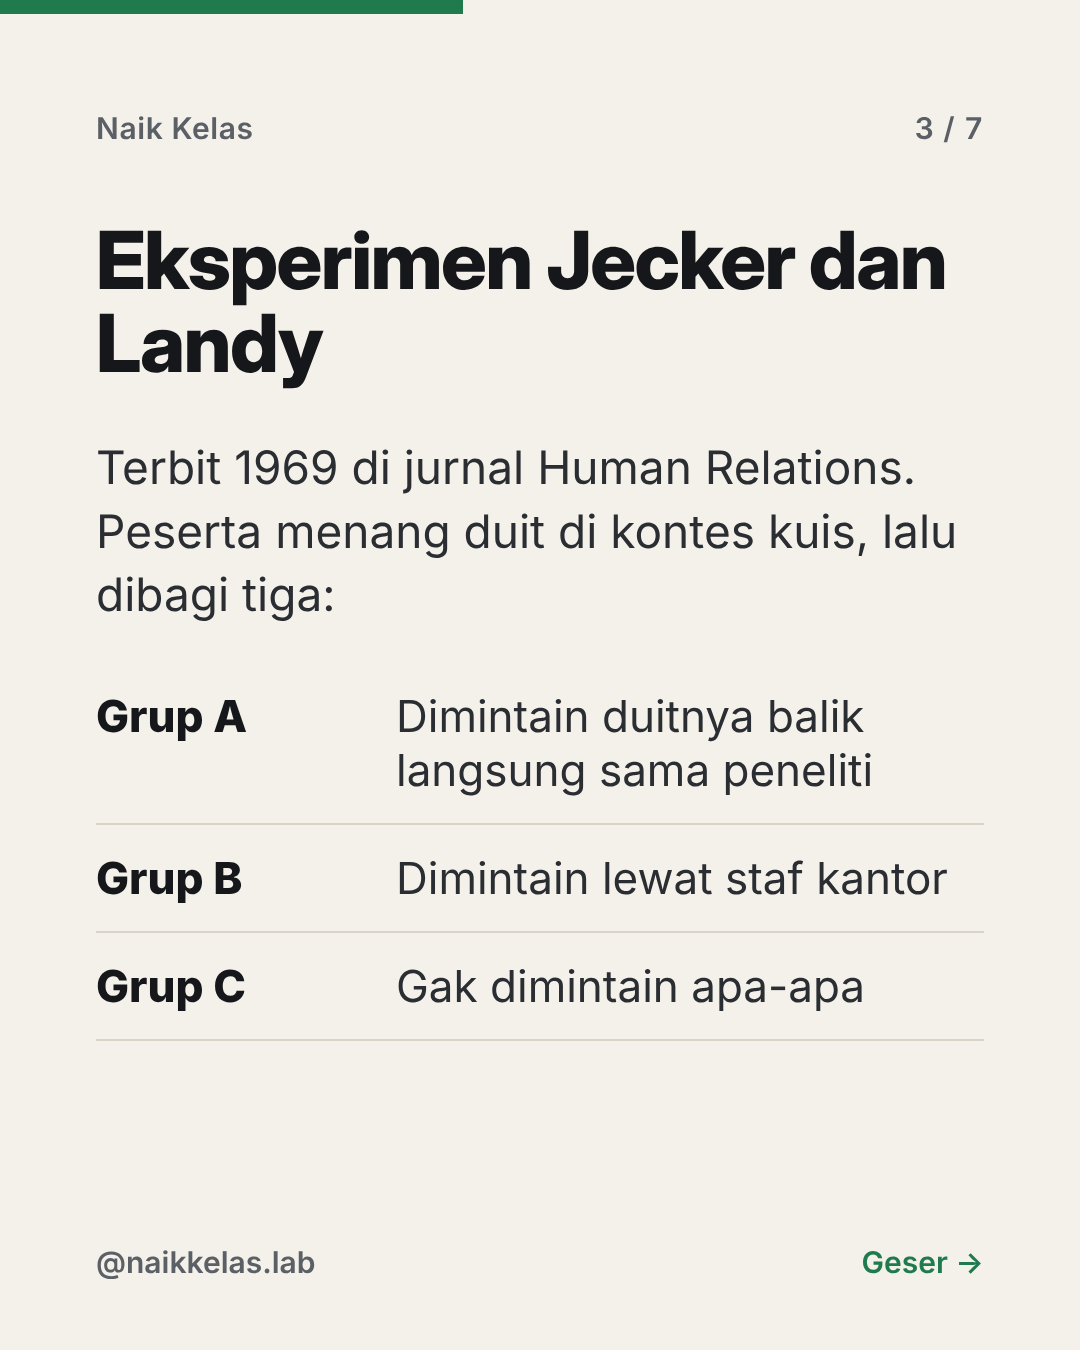 Naik Kelas
3 / 7
Eksperimen Jecker dan
Landy
Terbit 1969 di jurnal Human Relations.
Peserta menang duit di kontes kuis, lalu
dibagi tiga:
Grup A
Dimintain duitnya balik
langsung sama peneliti
Grup B
Dimintain lewat staf kantor
Grup C
Gak dimintain apa-apa
@naikkelas.lab
Geser →